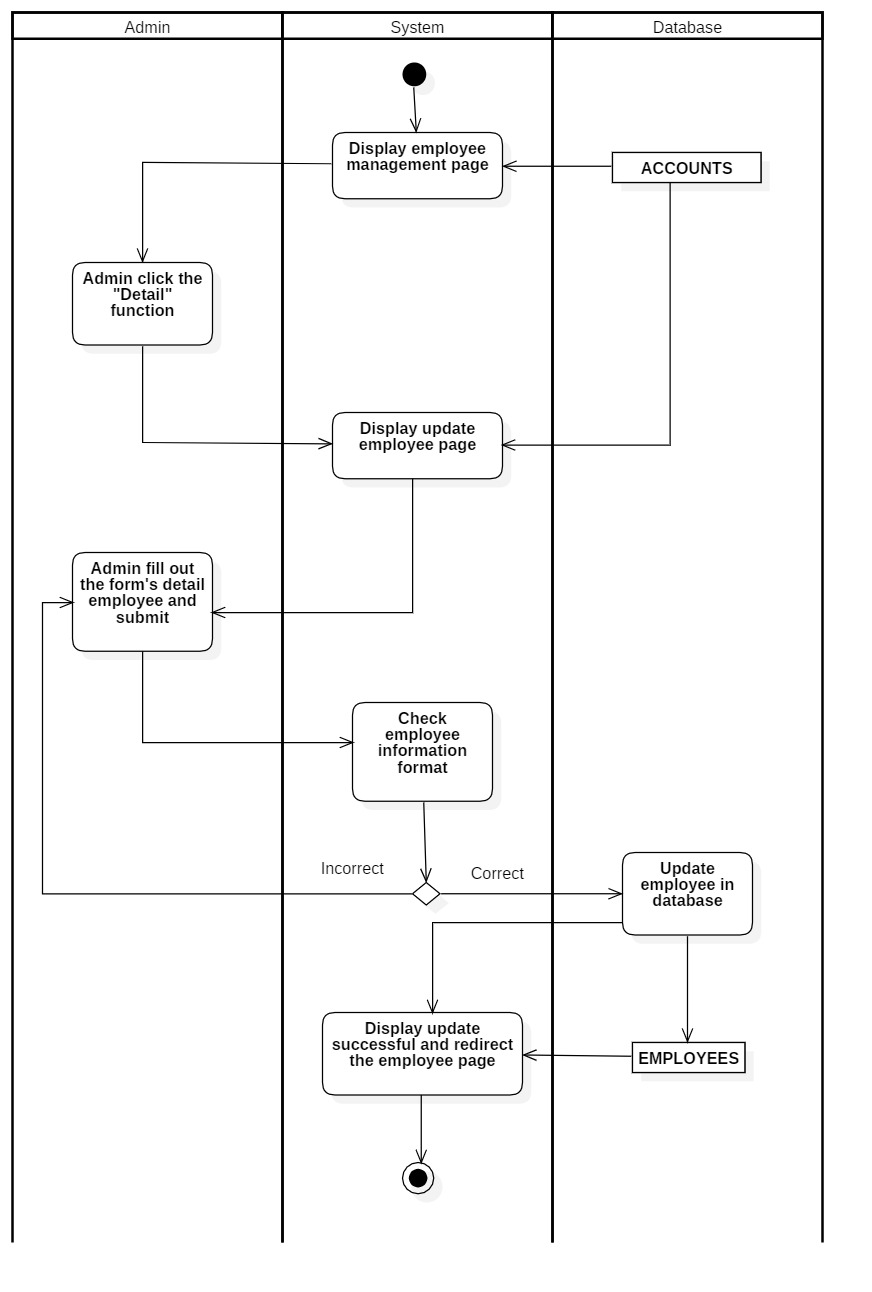 Admin
System
Database
Display employee
management page
ACCOUNTS
Admin click the
"Detail"
function
Display update
employee page
Admin fill out
the form's detail
employee and
submit
Check
employee
information
format
Incorrect
Correct
Update
employee in
database
Display update
successful and redirect
the employee page
EMPLOYEES